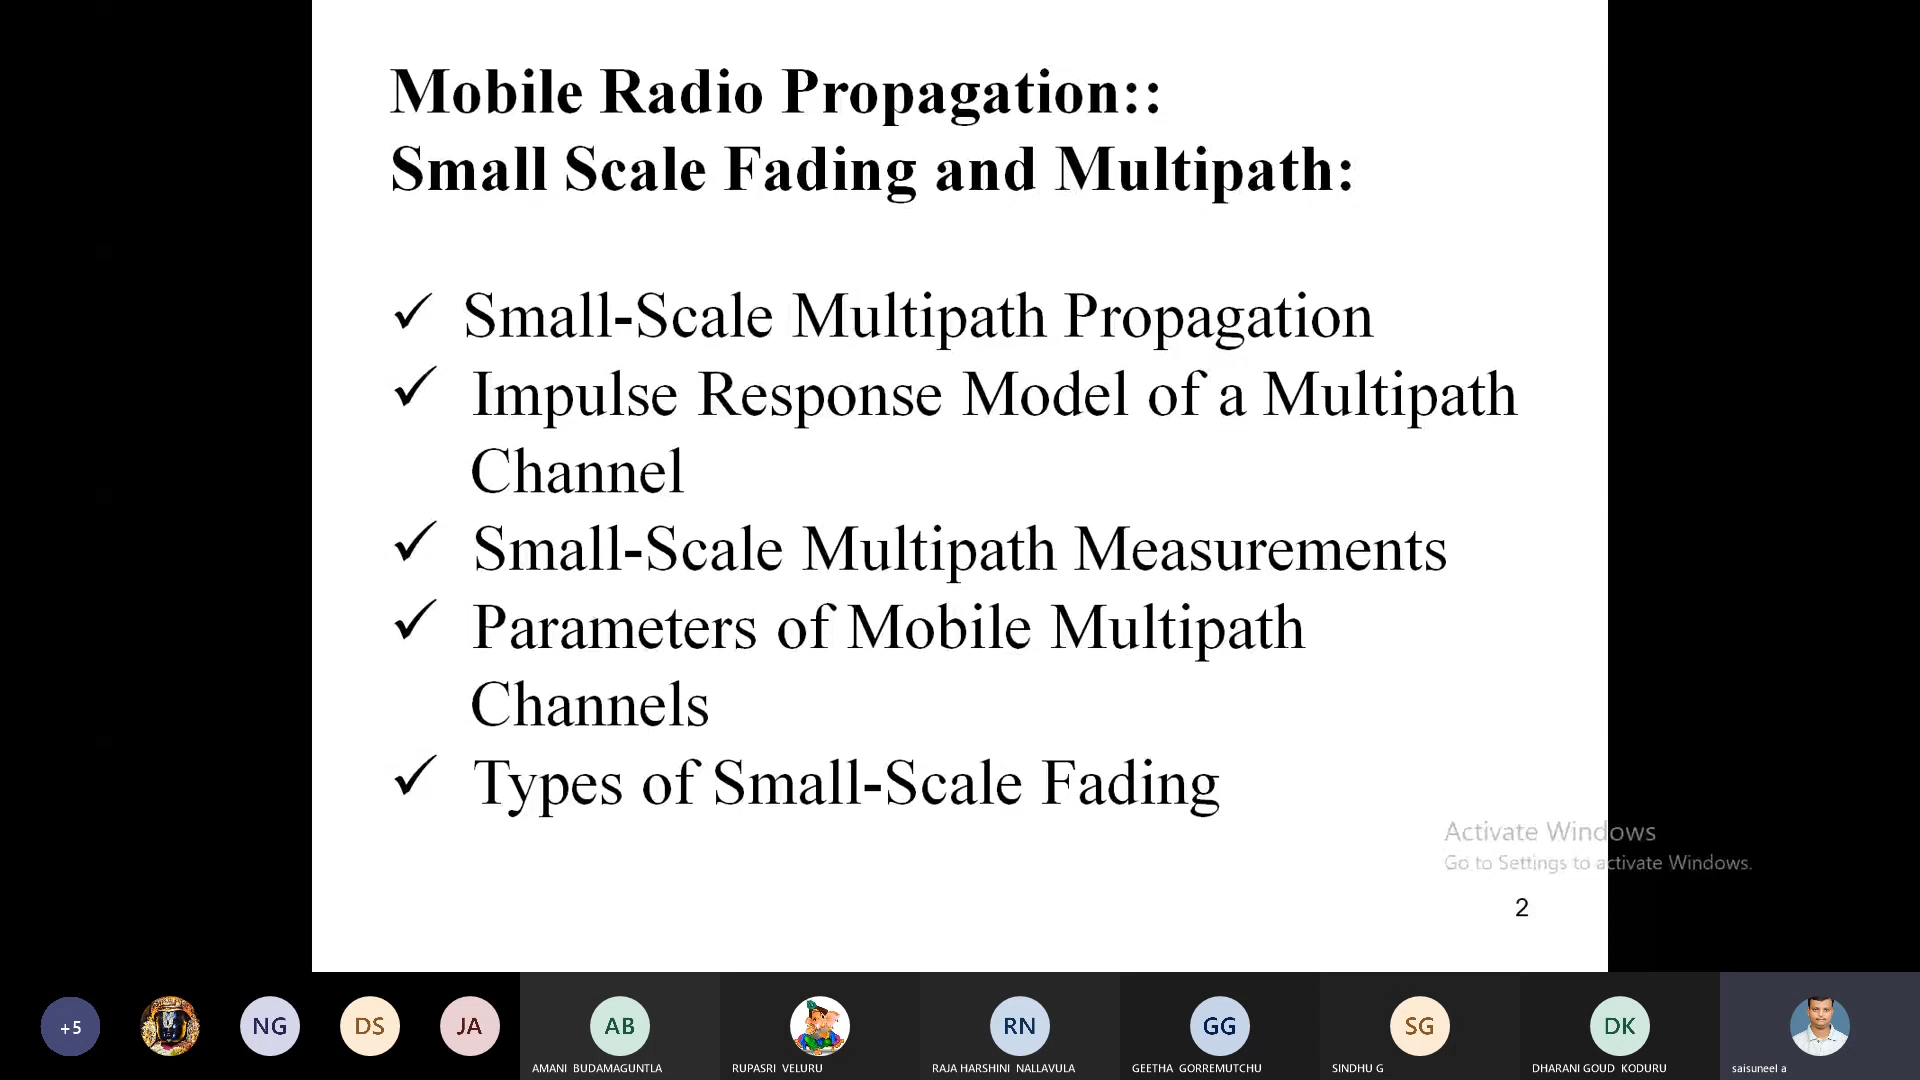 Mobile Radio Propagation::
Small Scale Fading and Multipath:
✓ Small-Scale Multipath Propagation
✓ Impulse Response Model of a Multipath
Channel
✓ Small-Scale Multipath Measurements
✓ Parameters of Mobile Multipath
Channels
✓ Types of Small-Scale Fading
Activate Windows
Go to Settings to activate Windows.
2
+5
NG
DS
JA
AB
RN
GG
SG
DK
AMANI BUDAMAGUNTLA
RUPASRI VELURU
RAJA HARSHINI NALLAVULA
GEETHA GORREMUTCHU
SINDHU G
DHARANI GOUD KODURU
saisuneel a